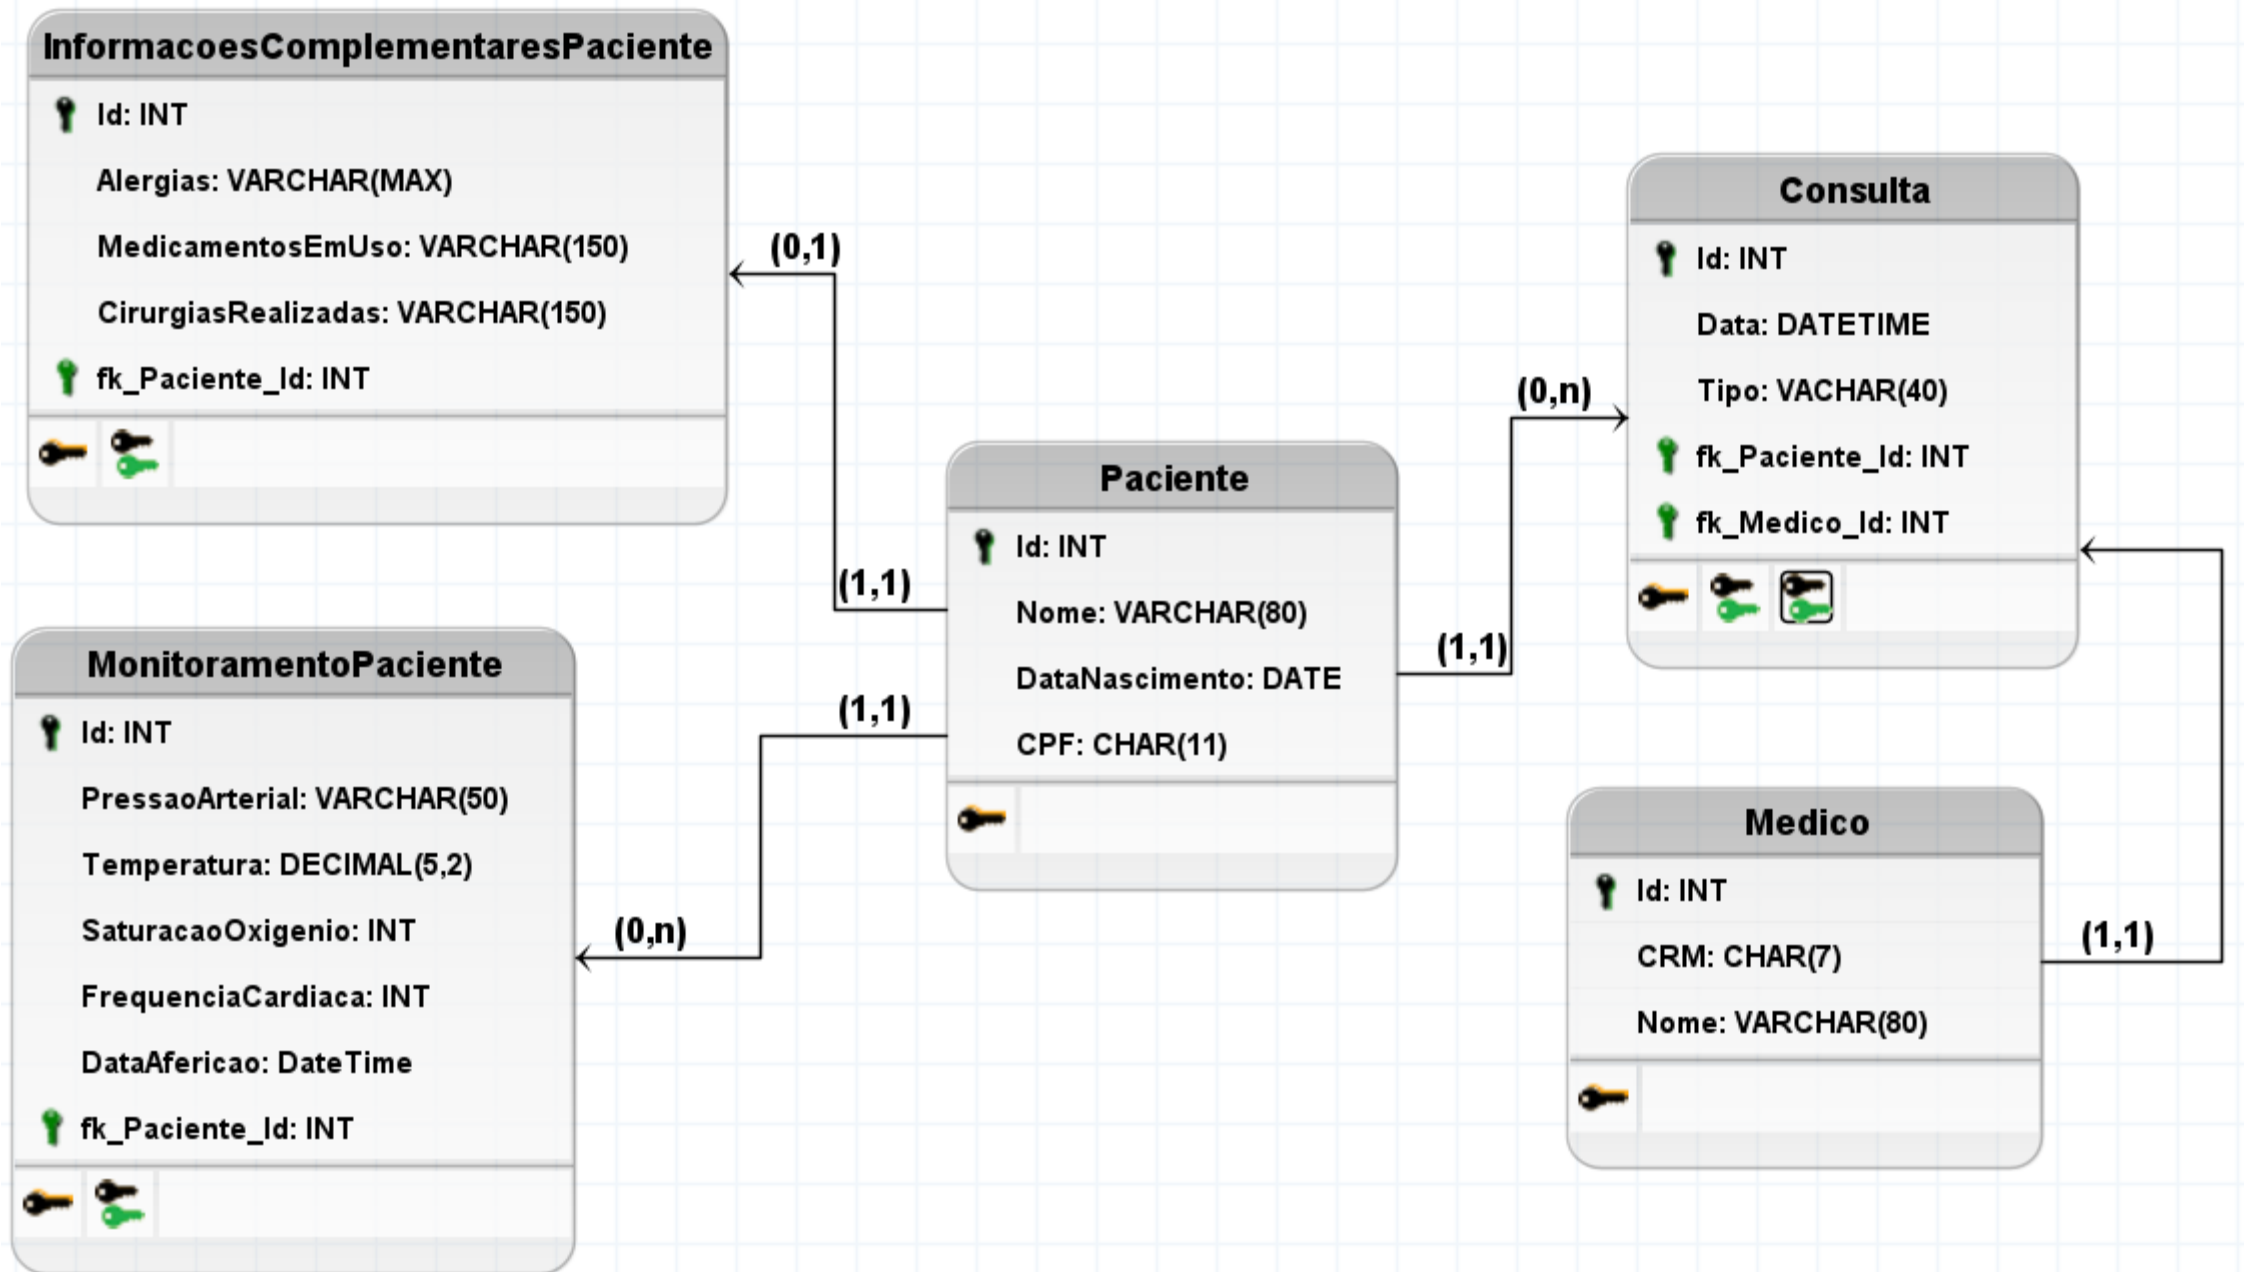 InformacoesComplementaresPaciente
Id: INT
Alergias: VARCHAR(MAX)
MedicamentosEmUso: VARCHAR(150)
CirurgiasRealizadas: VARCHAR(150)
fk_Paciente_Id: INT
(0,1)
(1,1)
MonitoramentoPaciente
Id: INT
PressaoArterial: VARCHAR(50)
Temperatura: DECIMAL(5,2)
SaturacaoOxigenio: INT
FrequenciaCardiaca: INT
DataAfericao: DateTime
fk_Paciente_Id: INT
(1,1)
(0,n)
Paciente
Id: INT
Nome: VARCHAR(80)
DataNascimento: DATE
CPF: CHAR(11)
(0,n)
(1,1)
Consulta
Id: INT
Data: DATETIME
Tipo: VACHAR(40)
fk_Paciente_Id: INT
fk_Medico_Id: INT
Medico
Id: INT
CRM: CHAR(7)
Nome: VARCHAR(80)
(1,1)